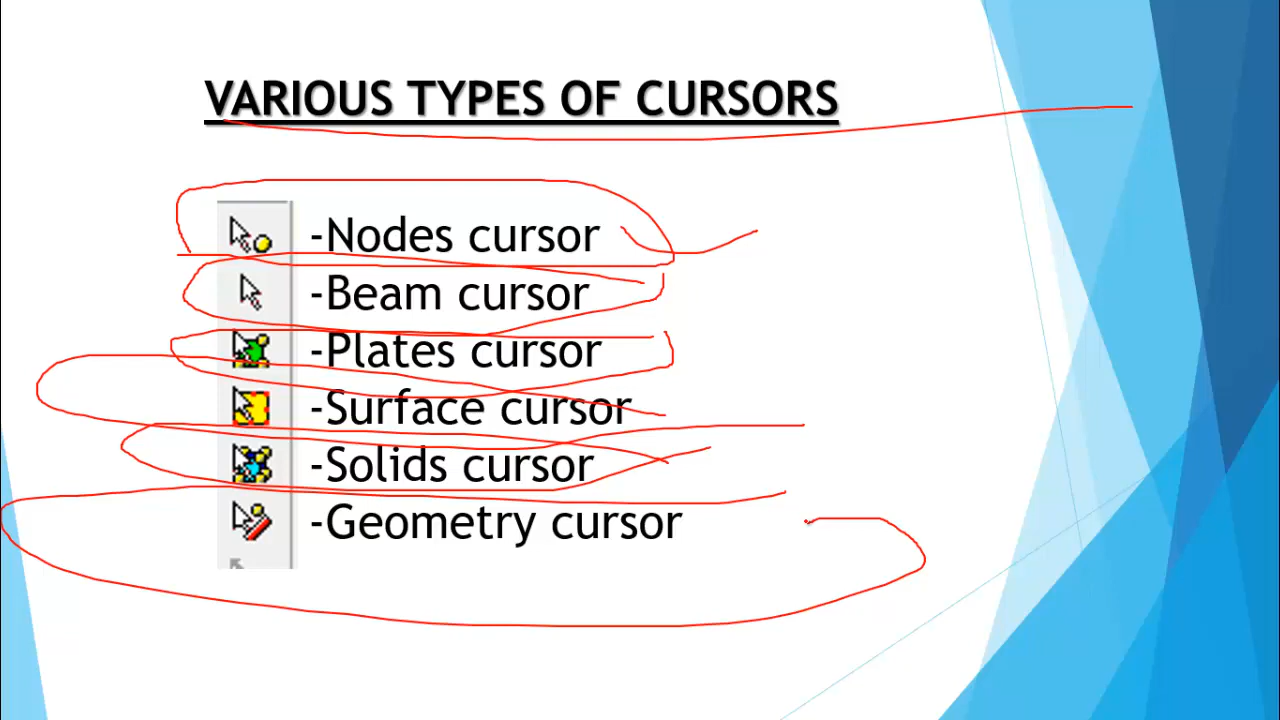 VARIOUS TYPES OF CURSORS
-Nodes cursor
-Beam cursor
-Plates cursor
-Surface cursor
-Solids cursor
-Geometry cursor